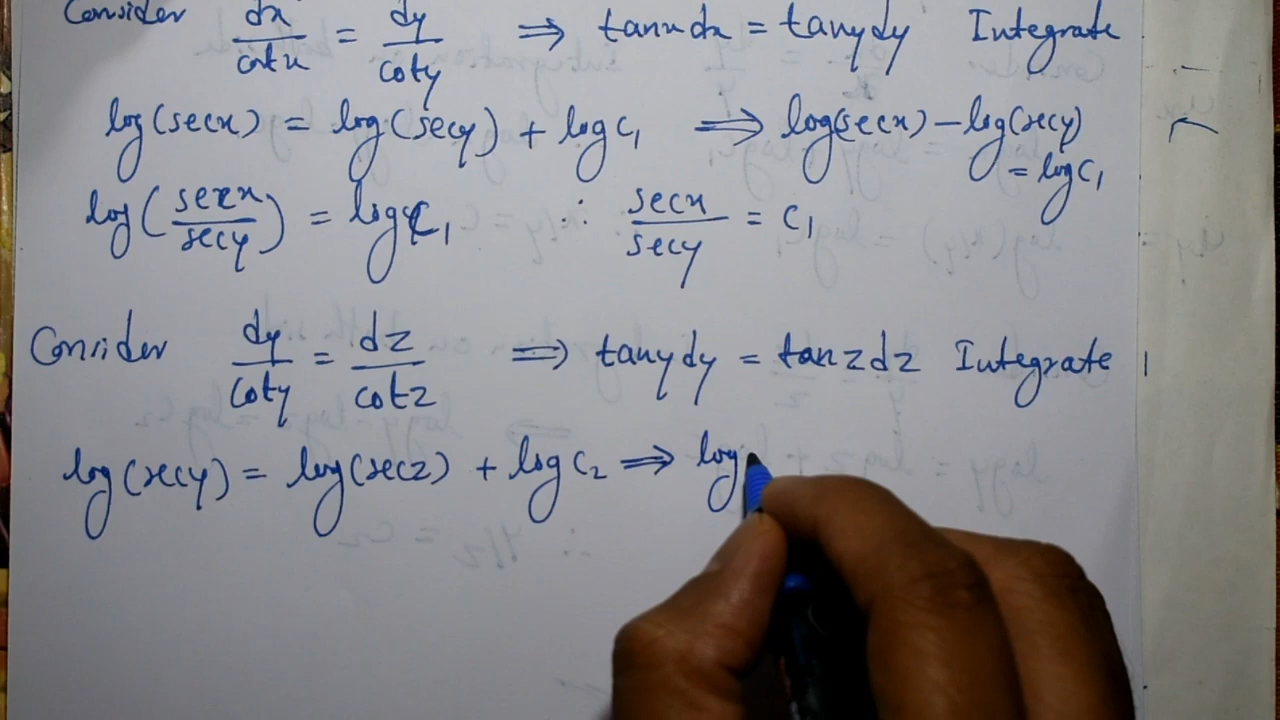 Consider dx/cotx = dy/coty ⇒ tanx dx = tany dy Integrate
log(secx) = log(secy) + log c₁ ⇒ log(secx) - log(secy)
= log c₁
log(secx/secy) = log c₁ ∴ secx/secy = c₁
Consider dy/coty = dz/cotz ⇒ tany dy = tanz dz Integrate
log(secy) = log(secz) + log c₂ ⇒ log